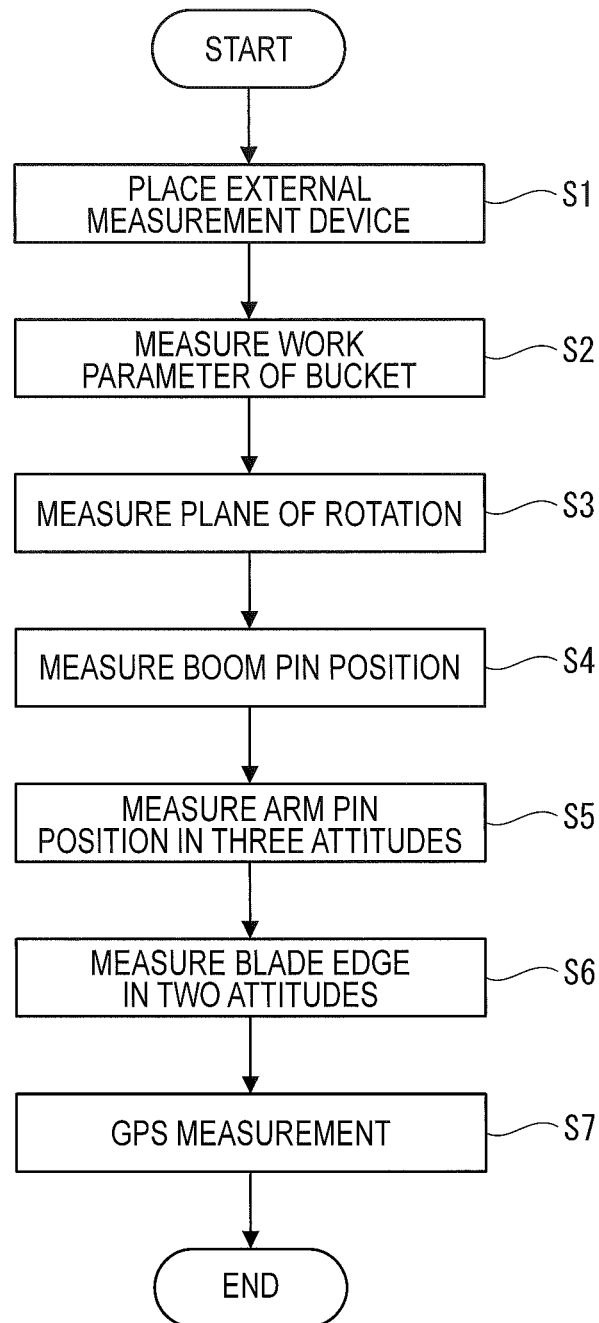 START
PLACE EXTERNAL
MEASUREMENT DEVICE
S1
MEASURE WORK
PARAMETER OF BUCKET
S2
MEASURE PLANE OF ROTATION
S3
MEASURE BOOM PIN POSITION
S4
MEASURE ARM PIN
POSITION IN THREE ATTITUDES
S5
MEASURE BLADE EDGE
IN TWO ATTITUDES
S6
GPS MEASUREMENT
S7
END